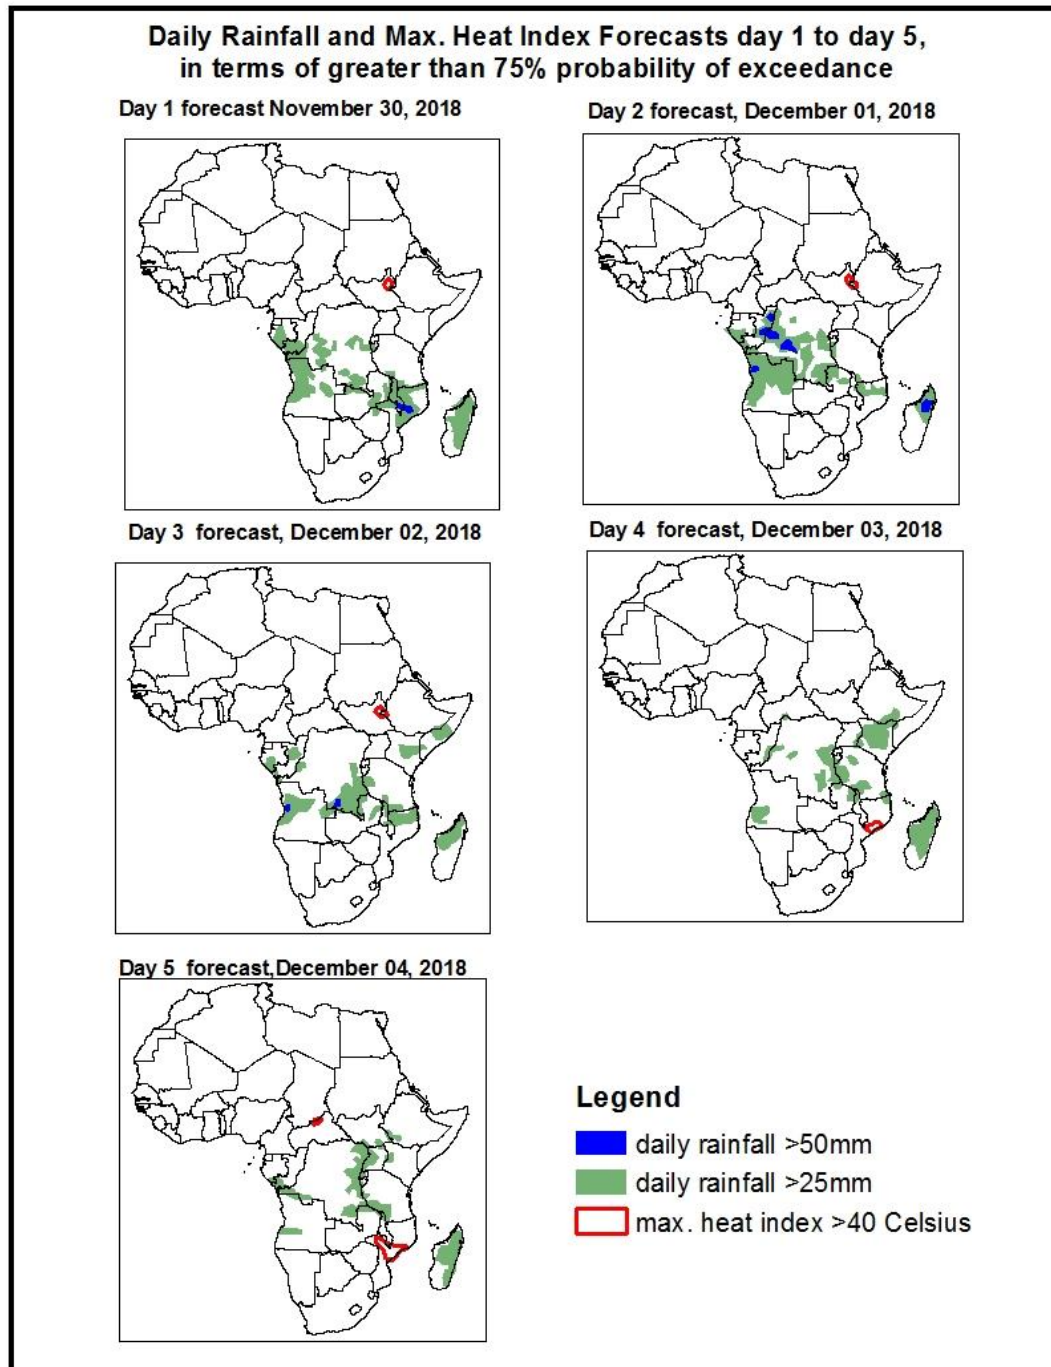 Daily Rainfall and Max. Heat Index Forecasts day 1 to day 5,
in terms of greater than 75% probability of exceedance
Day 1 forecast November 30, 2018
Day 2 forecast, December 01, 2018
Day 3  forecast, December 02, 2018
Day 4  forecast, December 03, 2018
Day 5  forecast,December 04, 2018
Legend
daily rainfall >50mm
daily rainfall >25mm
max. heat index >40 Celsius